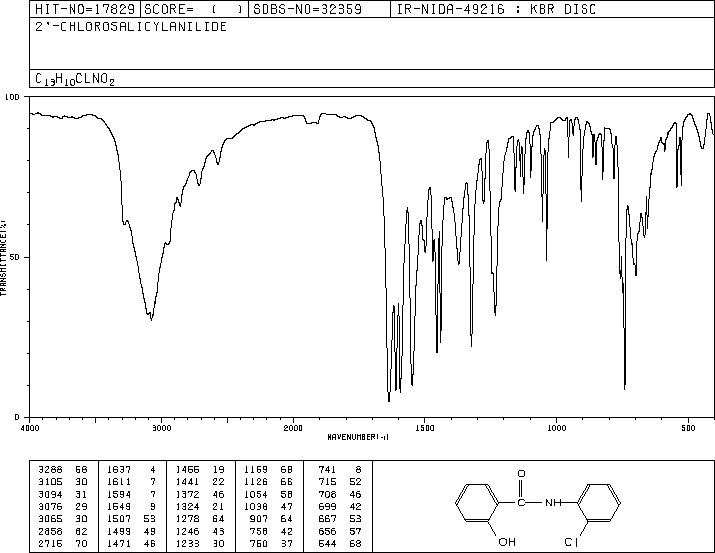 HIT-NO=17829 SCORE= ( ) SDBS-NO=32359 IR-NIDA-49216 : KBR DISC
2'-CHLOROSALICYLANILIDE
C13H10CLNO2
100
TRANSMITTANCE(%)
50
0
4000 3000 2000 1500 1000 500
WAVENUMBER(-1)
3288 58 1637 4 1455 19 1159 68 741 8
3105 30 1611 7 1441 22 1126 66 715 52
3094 31 1594 7 1372 46 1054 58 708 46
3076 29 1549 9 1324 21 1038 47 699 42
3065 30 1507 53 1278 64 907 64 667 53
2858 62 1499 49 1246 43 758 42 656 57
2715 70 1471 46 1233 30 750 37 544 68
O
C NH
OH Cl